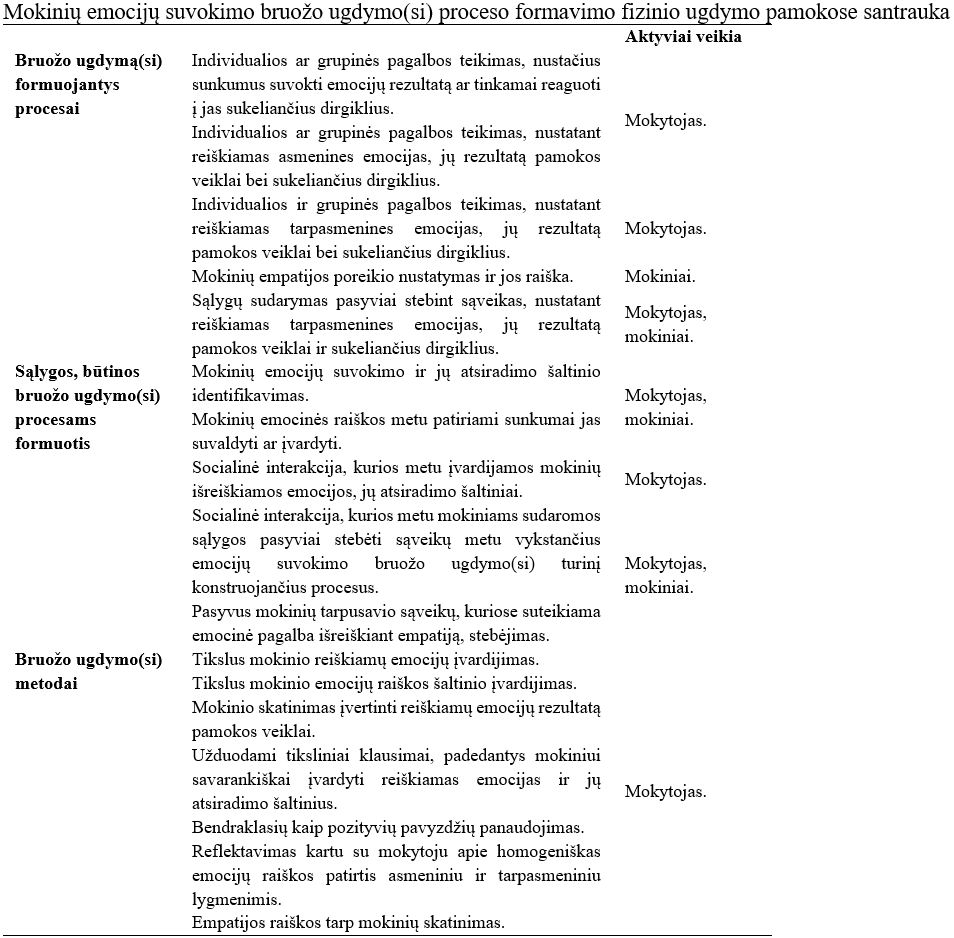 Mokinių emocijų suvokimo bruožo ugdymo(si) proceso formavimo fizinio ugdymo pamokose santrauka
Aktyviai veikia
Bruožo ugdymą(si)
formuojantys
procesai
Individualios ar grupinės pagalbos teikimas, nustačius
sunkumus suvokti emocijų rezultatą ar tinkamai reaguoti
į jas sukeliančius dirgiklius.
Individualios ar grupinės pagalbos teikimas, nustatant
reiškiamas asmenines emocijas, jų rezultatą pamokos
veiklai bei sukeliančius dirgiklius.
Mokytojas.
Individualios ir grupinės pagalbos teikimas, nustatant
reiškiamas tarpasmenines emocijas, jų rezultatą
pamokos veiklai bei sukeliančius dirgiklius.
Mokytojas.
Mokinių empatijos poreikio nustatymas ir jos raiška.
Mokiniai.
Sąlygų sudarymas pasyviai stebint sąveikas, nustatant
reiškiamas tarpasmenines emocijas, jų rezultatą
pamokos veiklai ir sukeliančius dirgiklius.
Mokytojas,
mokiniai.
Sąlygos, būtinos
bruožo ugdymo(si)
procesams
formuotis
Mokinių emocijų suvokimo ir jų atsiradimo šaltinio
identifikavimas.
Mokinių emocinės raiškos metu patiriami sunkumai jas
suvaldyti ar įvardyti.
Mokytojas,
mokiniai.
Socialinė interakcija, kurios metu įvardijamos mokinių
išreiškiamos emocijos, jų atsiradimo šaltiniai.
Mokytojas.
Socialinė interakcija, kurios metu mokiniams sudaromos
sąlygos pasyviai stebėti sąveikų metu vykstančius
emocijų suvokimo bruožo ugdymo(si) turinį
konstruojančius procesus.
Pasyvus mokinių tarpusavio sąveikų, kuriose suteikiama
emocinė pagalba išreiškiant empatiją, stebėjimas.
Mokytojas,
mokiniai.
Bruožo ugdymo(si)
metodai
Tikslus mokinio reiškiamų emocijų įvardijimas.
Tikslus mokinio emocijų raiškos šaltinio įvardijimas.
Mokinio skatinimas įvertinti reiškiamų emocijų rezultatą
pamokos veiklai.
Užduodami tiksliniai klausimai, padedantys mokiniui
savarankiškai įvardyti reiškiamas emocijas ir jų
atsiradimo šaltinius.
Bendraklasių kaip pozityvių pavyzdžių panaudojimas.
Reflektavimas kartu su mokytoju apie homogeniškas
emocijų raiškos patirtis asmeniniu ir tarpasmeniniu
lygmenimis.
Empatijos raiškos tarp mokinių skatinimas.
Mokytojas.